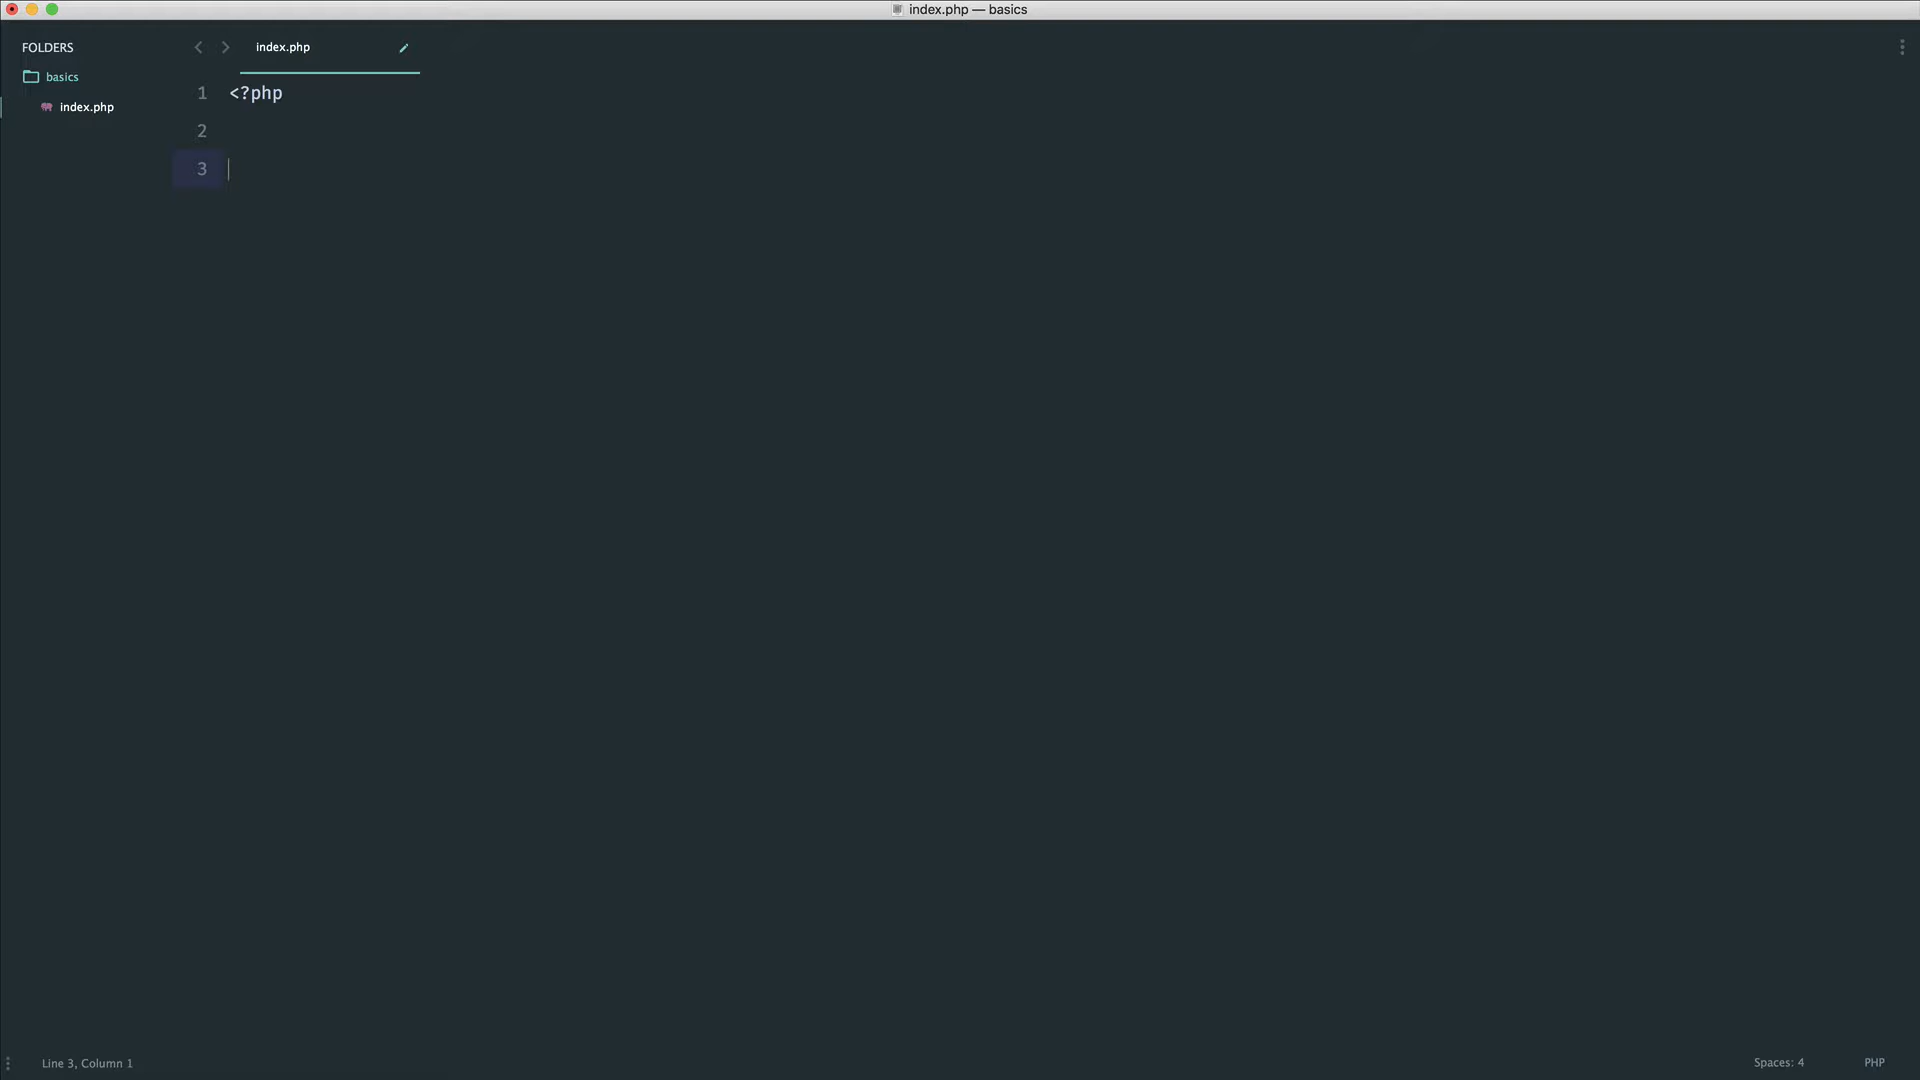 index.php — basics
FOLDERS
basics
index.php
index.php
1 <?php
2
3
Line 3, Column 1
Spaces: 4
PHP